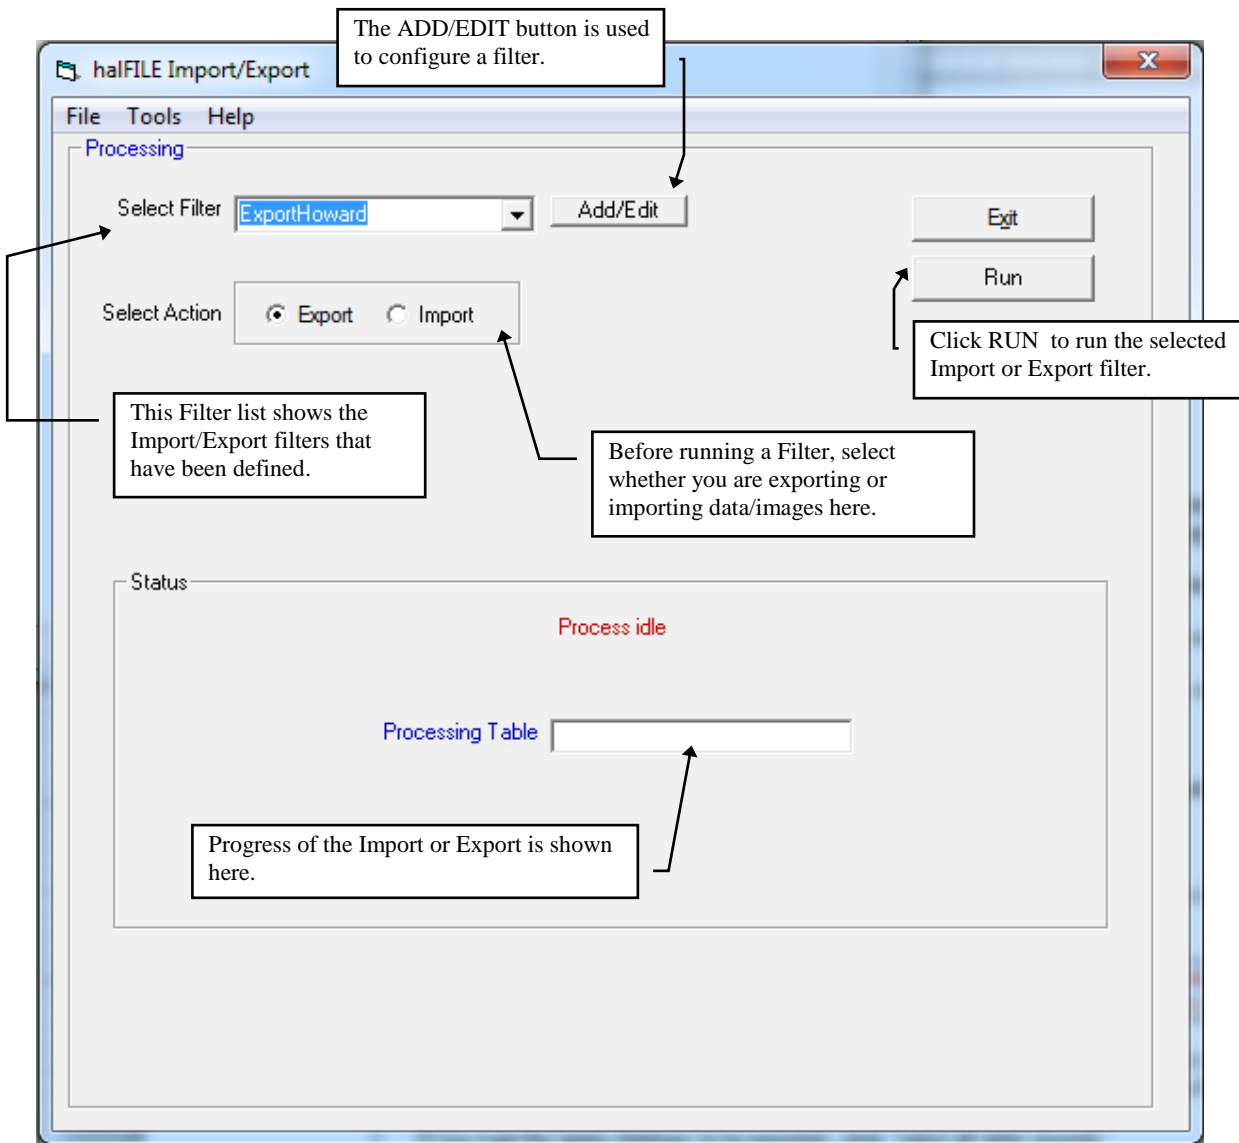 The ADD/EDIT button is used
to configure a filter.
halFILE Import/Export
File Tools Help
Processing
Select Filter ExportHoward Add/Edit
Exit
Run
Select Action Export Import
Click RUN to run the selected
Import or Export filter.
This Filter list shows the
Import/Export filters that
have been defined.
Before running a Filter, select
whether you are exporting or
importing data/images here.
Status
Process idle
Processing Table
Progress of the Import or Export is shown
here.